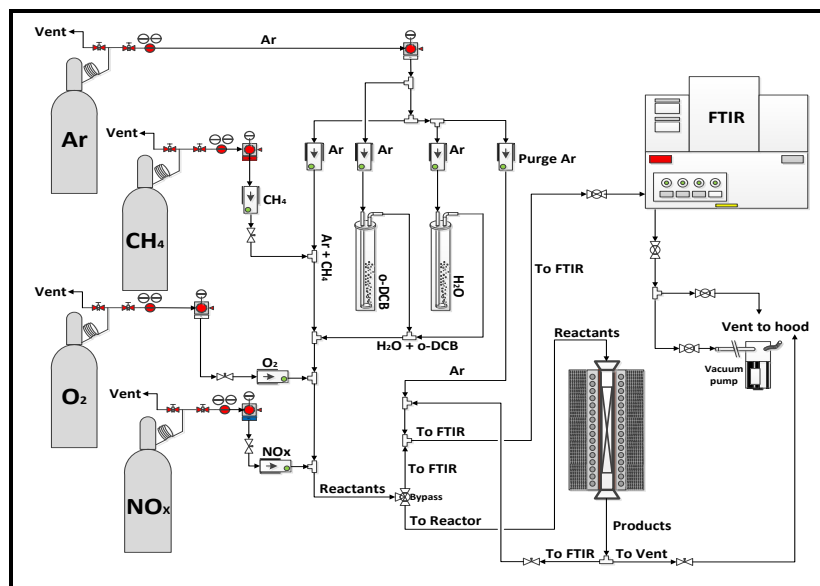 Vent
Ar
Ar
Vent
CH₄
CH₄
Ar
Ar
Ar
Purge Ar
FTIR
Ar + CH₄
o-DCB
H₂O
To FTIR
Vent
O₂
O₂
H₂O + o-DCB
Ar
Reactants
Vent to hood
Vacuum
pump
Vent
NOx
NOx
To FTIR
To FTIR
Reactants
Bypass
To Reactor
Products
To FTIR
To Vent